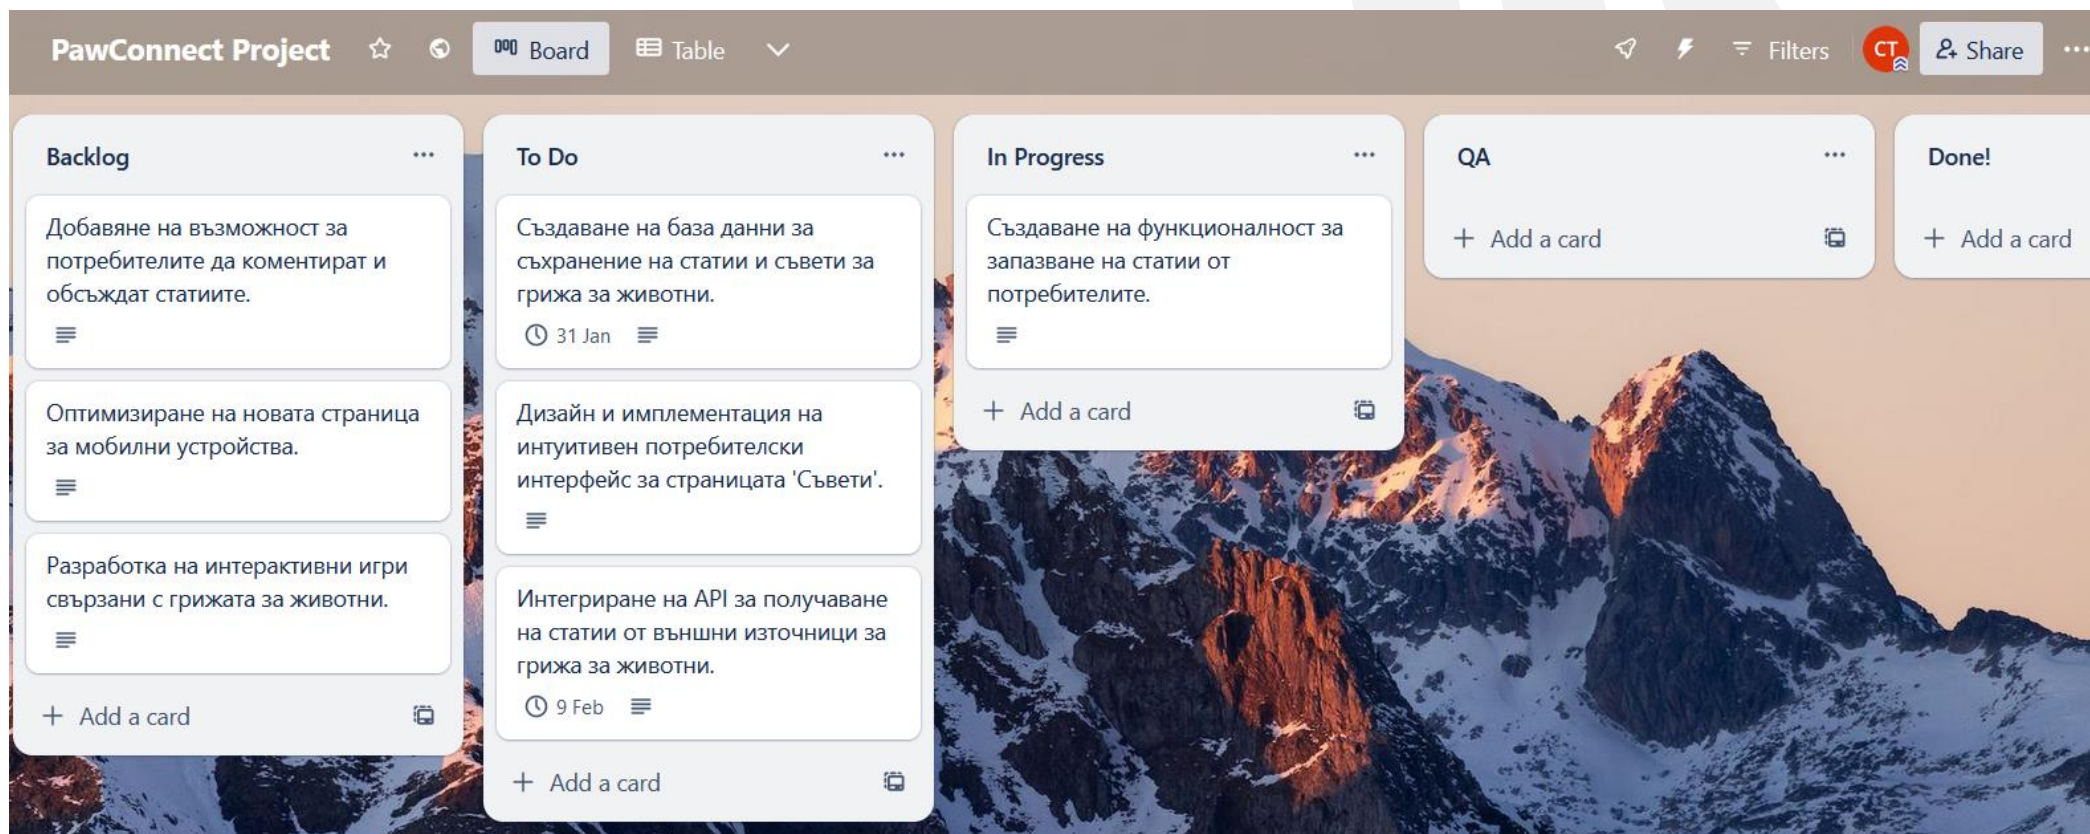 PawConnect Project
Board
Table
Filters
CT
Share
Backlog
Добавяне на възможност за
потребителите да коментират и
обсъждат статиите.
Оптимизиране на новата страница
за мобилни устройства.
Разработка на интерактивни игри
свързани с грижата за животни.
+ Add a card
To Do
Създаване на база данни за
съхранение на статии и съвети за
грижа за животни.
31 Jan
Дизайн и имплементация на
интуитивен потребителски
интерфейс за страницата 'Съвети'.
Интегриране на API за получаване
на статии от външни източници за
грижа за животни.
9 Feb
+ Add a card
In Progress
Създаване на функционалност за
запазване на статии от
потребителите.
+ Add a card
QA
+ Add a card
Done!
+ Add a card